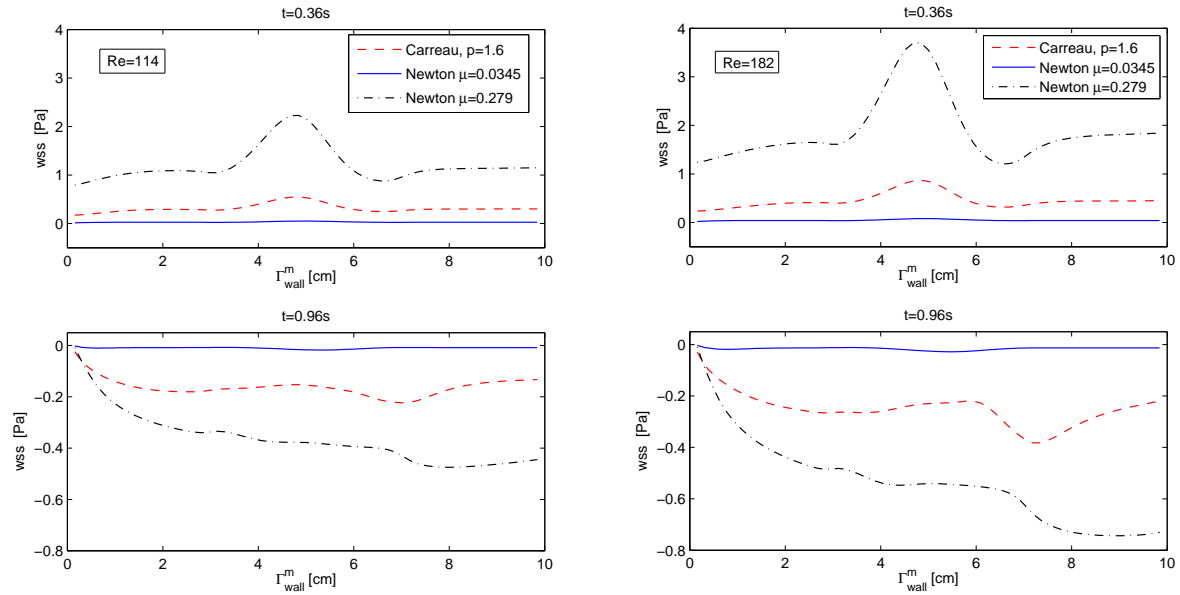 t=0.36s
4
3
2
1
0
wss [Pa]
Re=114
Carreau, p=1.6
Newton μ=0.0345
Newton μ=0.279
0 2 4 6 8 10
Γ^m_wall [cm]
t=0.36s
4
3
2
1
0
wss [Pa]
Re=182
Carreau, p=1.6
Newton μ=0.0345
Newton μ=0.279
0 2 4 6 8 10
Γ^m_wall [cm]
t=0.96s
0
−0.2
−0.4
−0.6
−0.8
wss [Pa]
0 2 4 6 8 10
Γ^m_wall [cm]
t=0.96s
0
−0.2
−0.4
−0.6
−0.8
wss [Pa]
0 2 4 6 8 10
Γ^m_wall [cm]